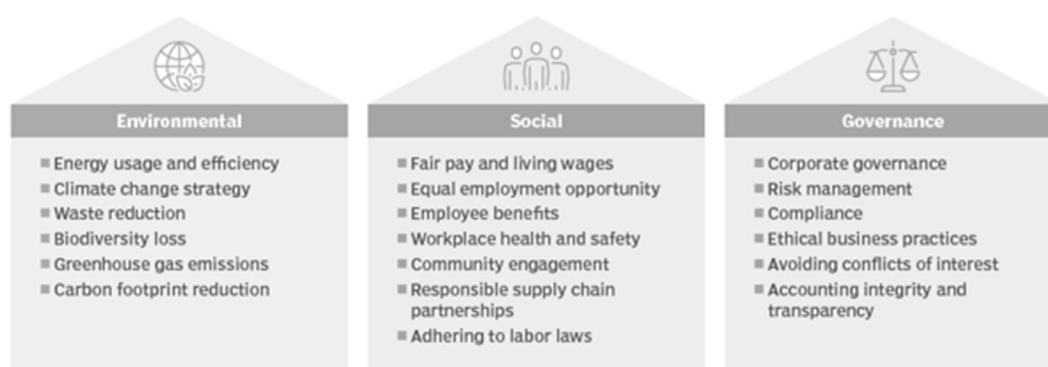 Environmental
Energy usage and efficiency
Climate change strategy
Waste reduction
Biodiversity loss
Greenhouse gas emissions
Carbon footprint reduction
Social
Fair pay and living wages
Equal employment opportunity
Employee benefits
Workplace health and safety
Community engagement
Responsible supply chain
partnerships
Adhering to labor laws
Governance
Corporate governance
Risk management
Compliance
Ethical business practices
Avoiding conflicts of interest
Accounting integrity and
transparency